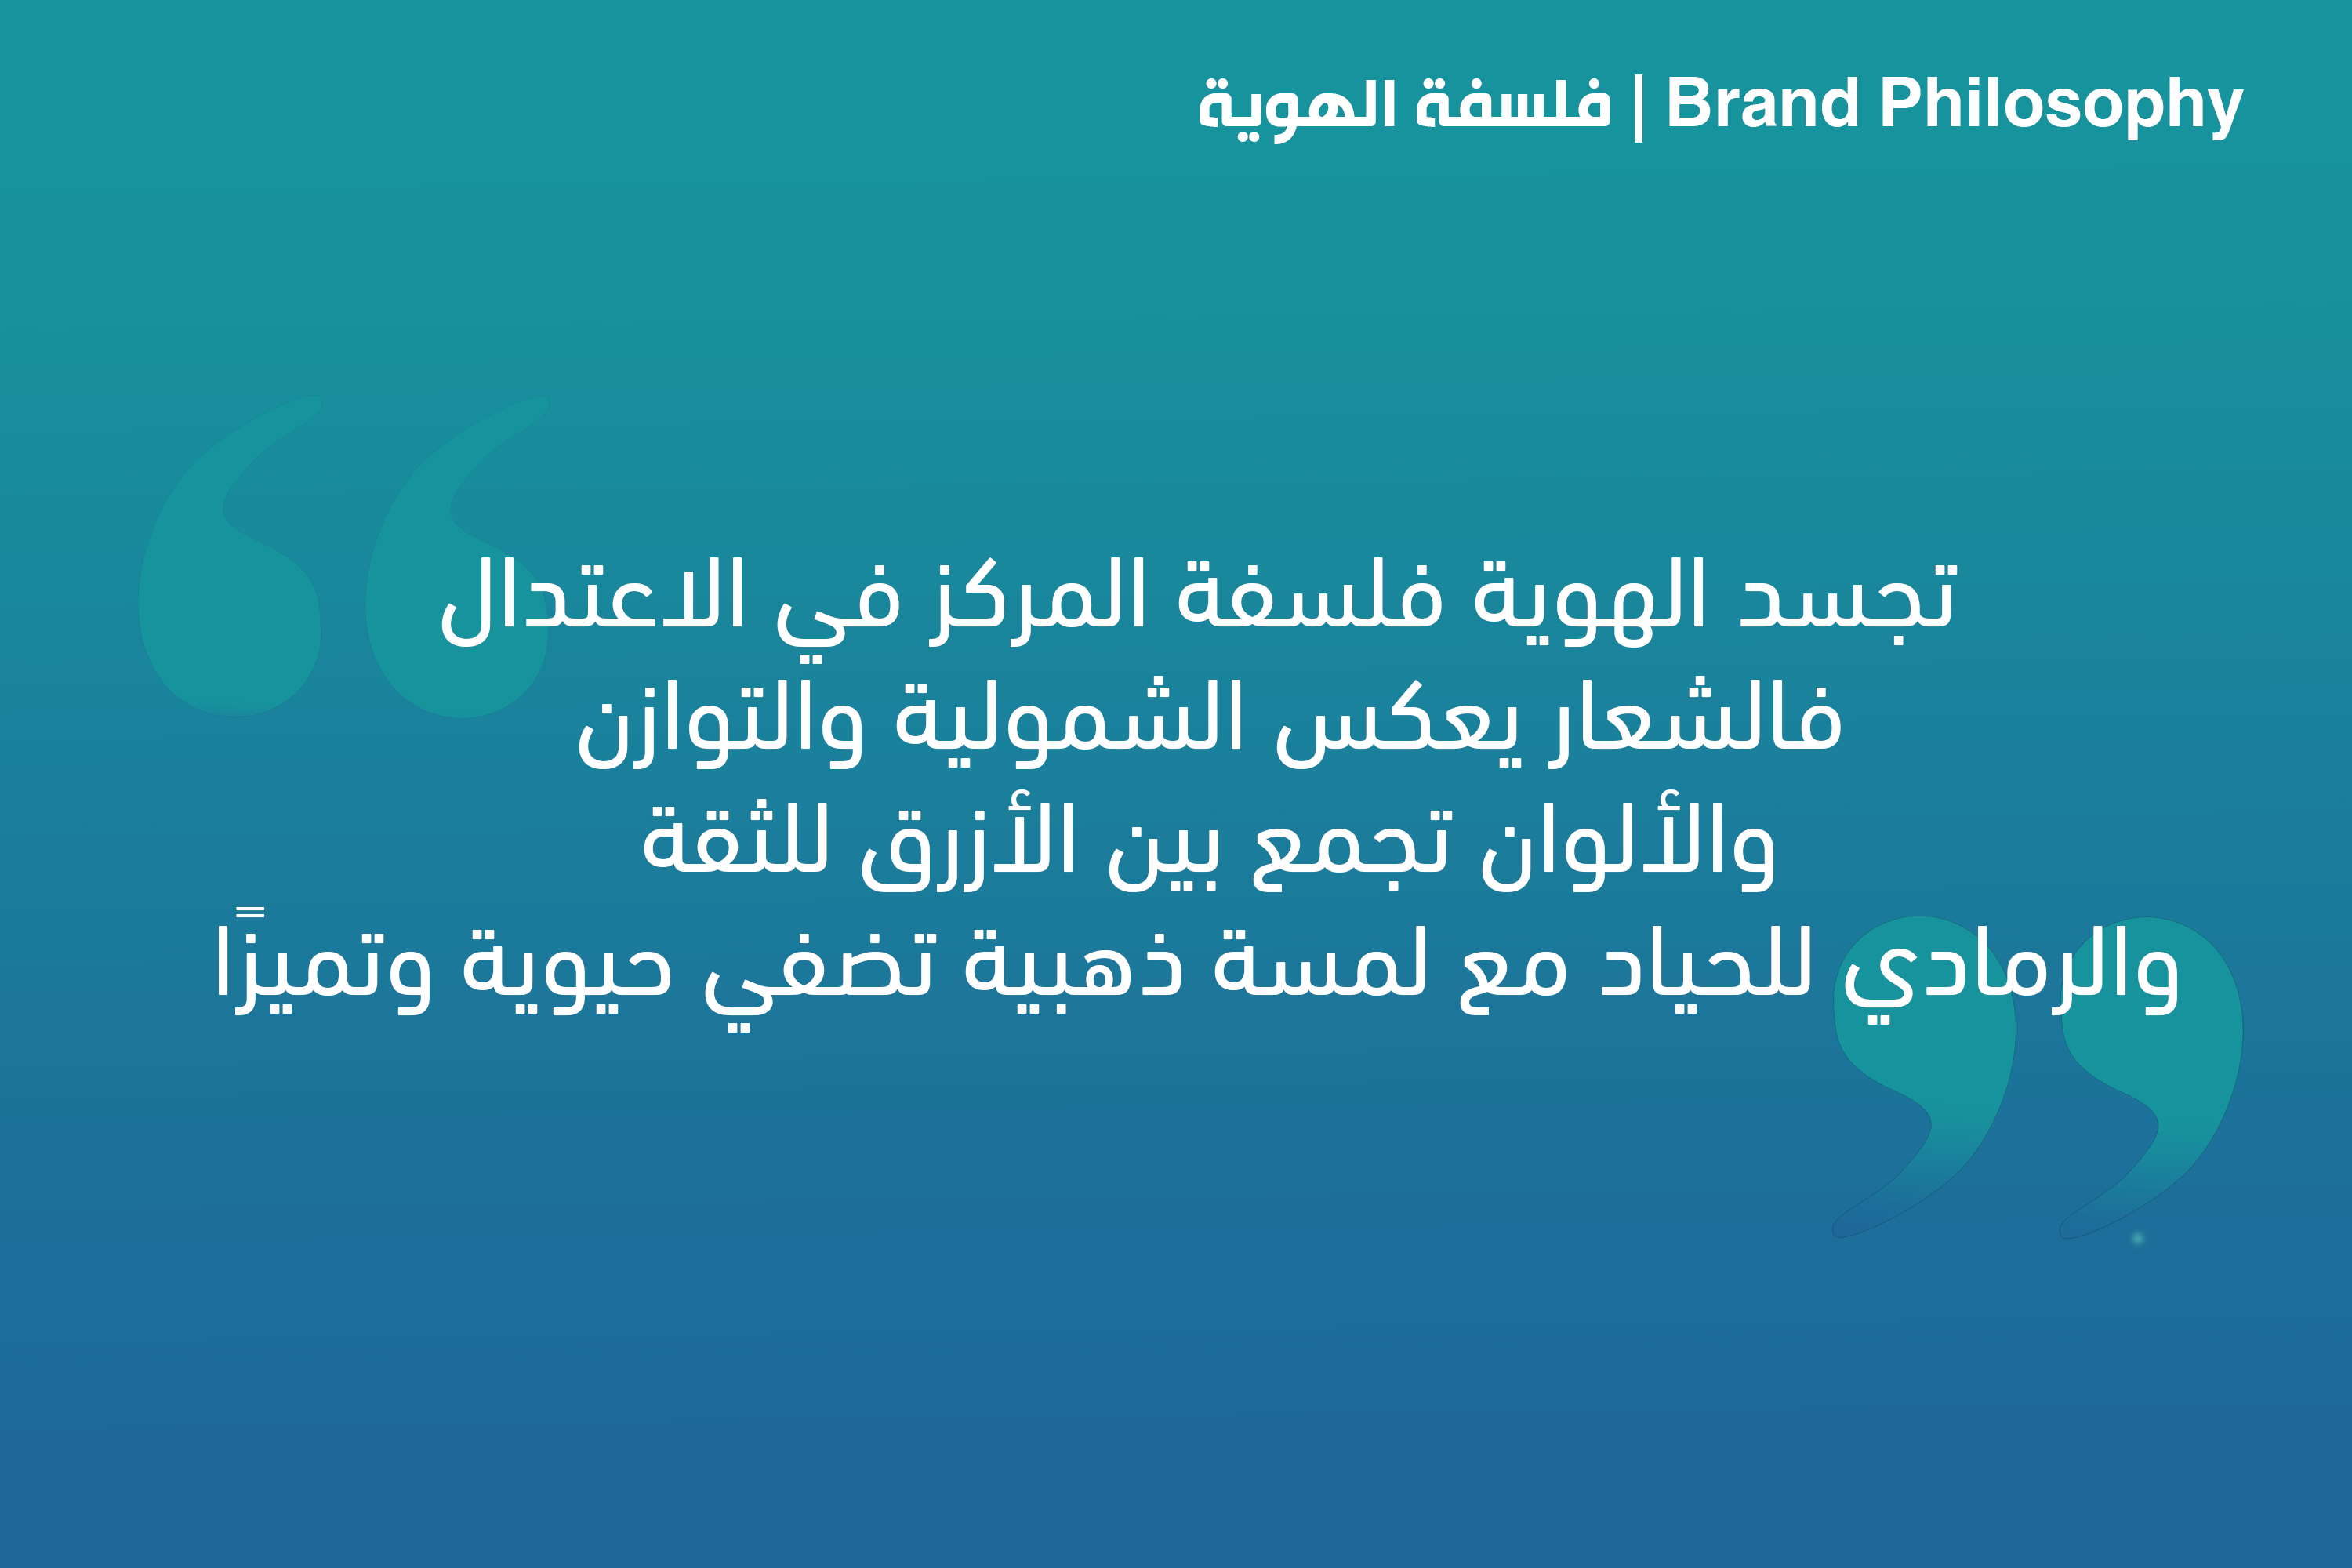 فلسفة الهوية | Brand Philosophy
تجسد الهوية فلسفة المركز في الاعتدال
فالشعار يعكس الشمولية والتوازن
والألوان تجمع بين الأزرق للثقة
والرمادي للحياد مع لمسة ذهبية تضفي حيوية وتميزًا